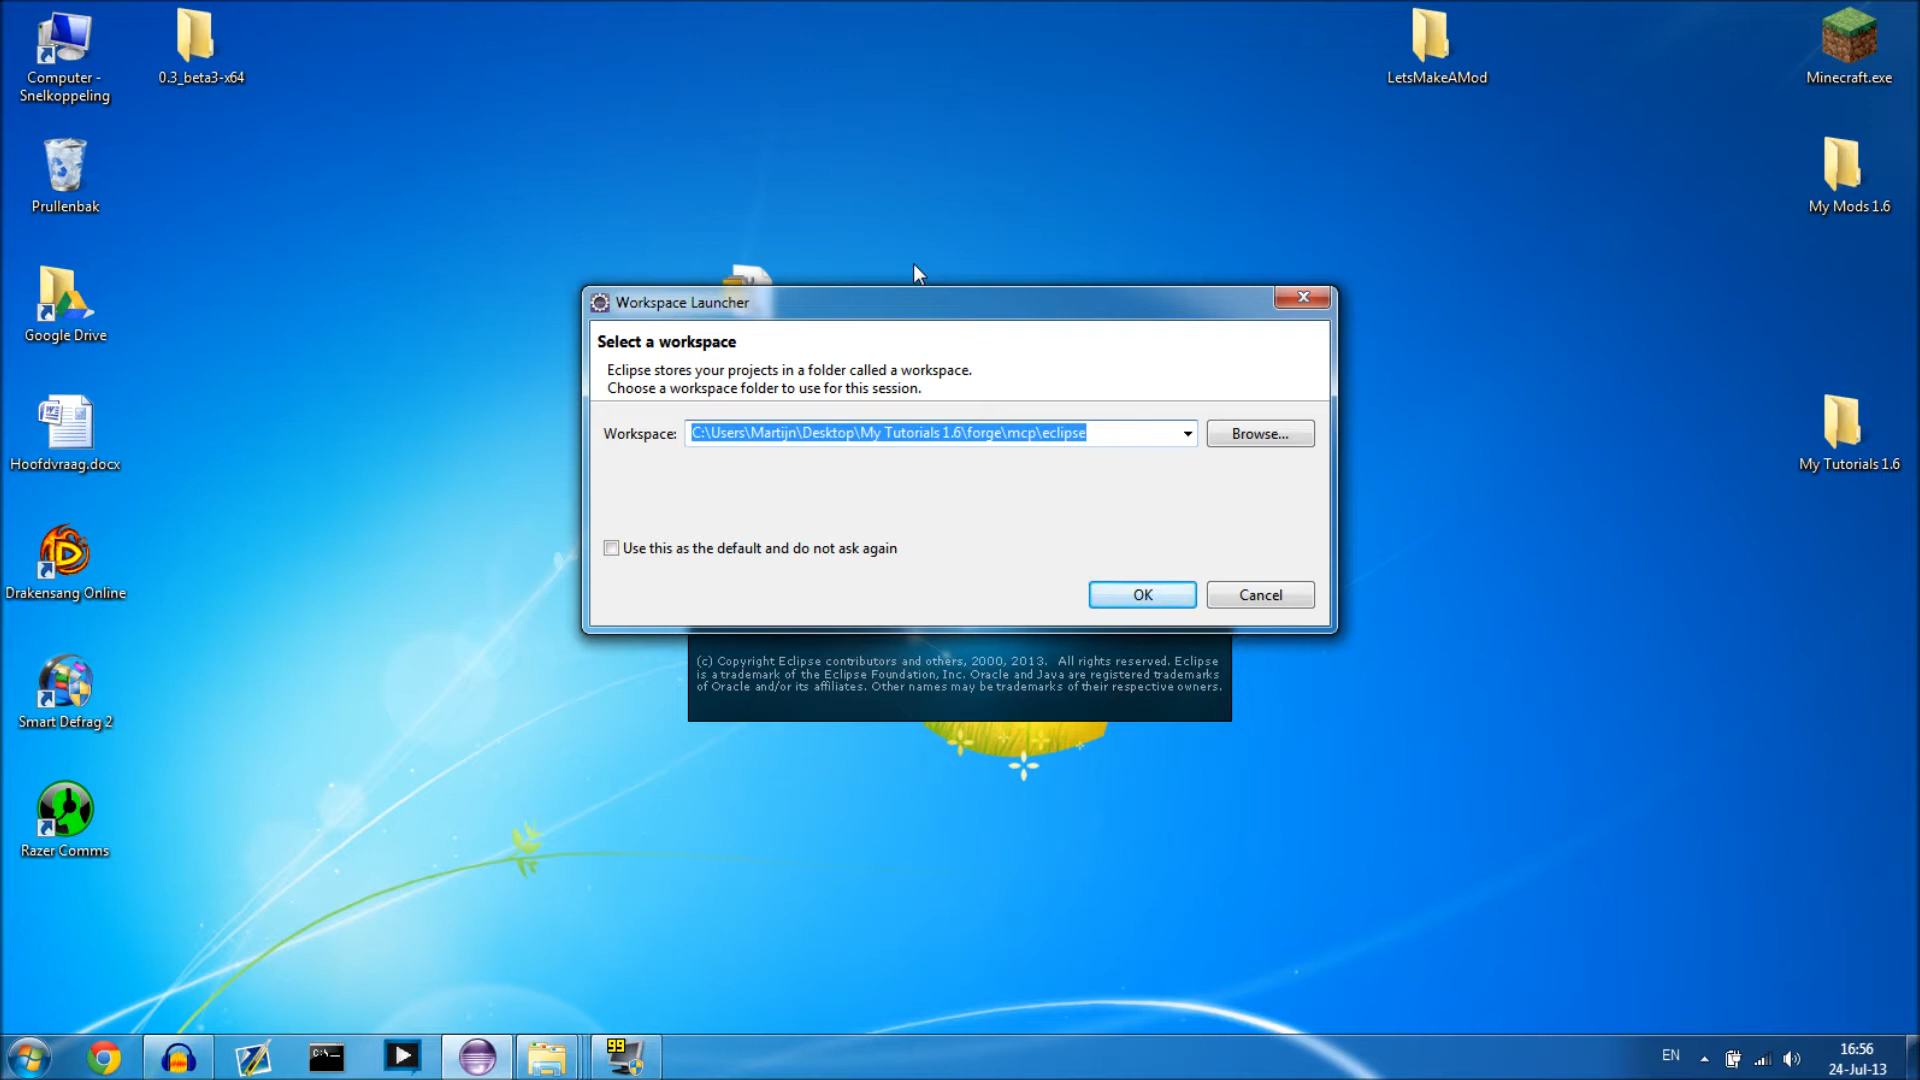 Computer -
Snelkoppeling
0.3_beta3-x64
LetsMakeAMod
Minecraft.exe
Prullenbak
My Mods 1.6
Google Drive
Workspace Launcher
Select a workspace
Eclipse stores your projects in a folder called a workspace.
Choose a workspace folder to use for this session.
Workspace: C:\Users\Martijn\Desktop\My Tutorials 1.6\forge\mcp\eclipse Browse...
Hoofdvraag.docx
My Tutorials 1.6
Use this as the default and do not ask again
Drakensang Online
OK Cancel
(c) Copyright Eclipse contributors and others, 2000, 2013. All rights reserved. Eclipse
is a trademark of the Eclipse Foundation, Inc. Oracle and Java are registered trademarks
of Oracle and/or its affiliates. Other names may be trademarks of their respective owners.
Smart Defrag 2
Razer Comms
C:\_
99
EN
16:56
24-Jul-13